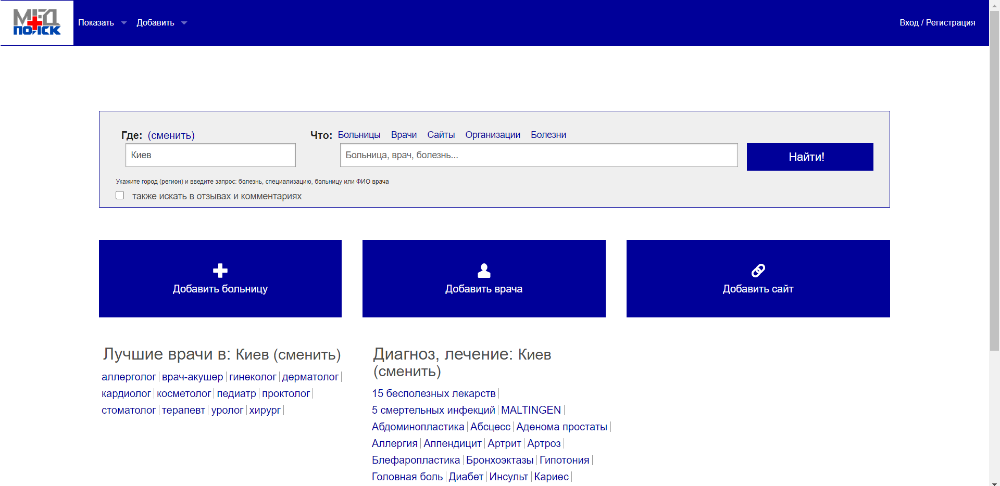 МЕД ПОИСК
Показать Добавить Вход / Регистрация
Где: (сменить) Что: Больницы Врачи Сайты Организации Болезни
Киев Больница, врач, болезнь... Найти!
Укажите город (регион) и введите запрос: болезнь, специализацию, больницу или ФИО врача
также искать в отзывах и комментариях
Добавить больницу Добавить врача Добавить сайт
Лучшие врачи в: Киев (сменить)
аллерголог врач-акушер гинеколог дерматолог
кардиолог косметолог педиатр проктолог
стоматолог терапевт уролог хирург
Диагноз, лечение: Киев
(сменить)
15 бесполезных лекарств
5 смертельных инфекций MALTINGEN
Абдоминопластика Абсцесс Аденома простаты
Аллергия Аппендицит Артрит Артроз
Блефаропластика Бронхоэктазы Гипотония
Головная боль Диабет Инсульт Кариес